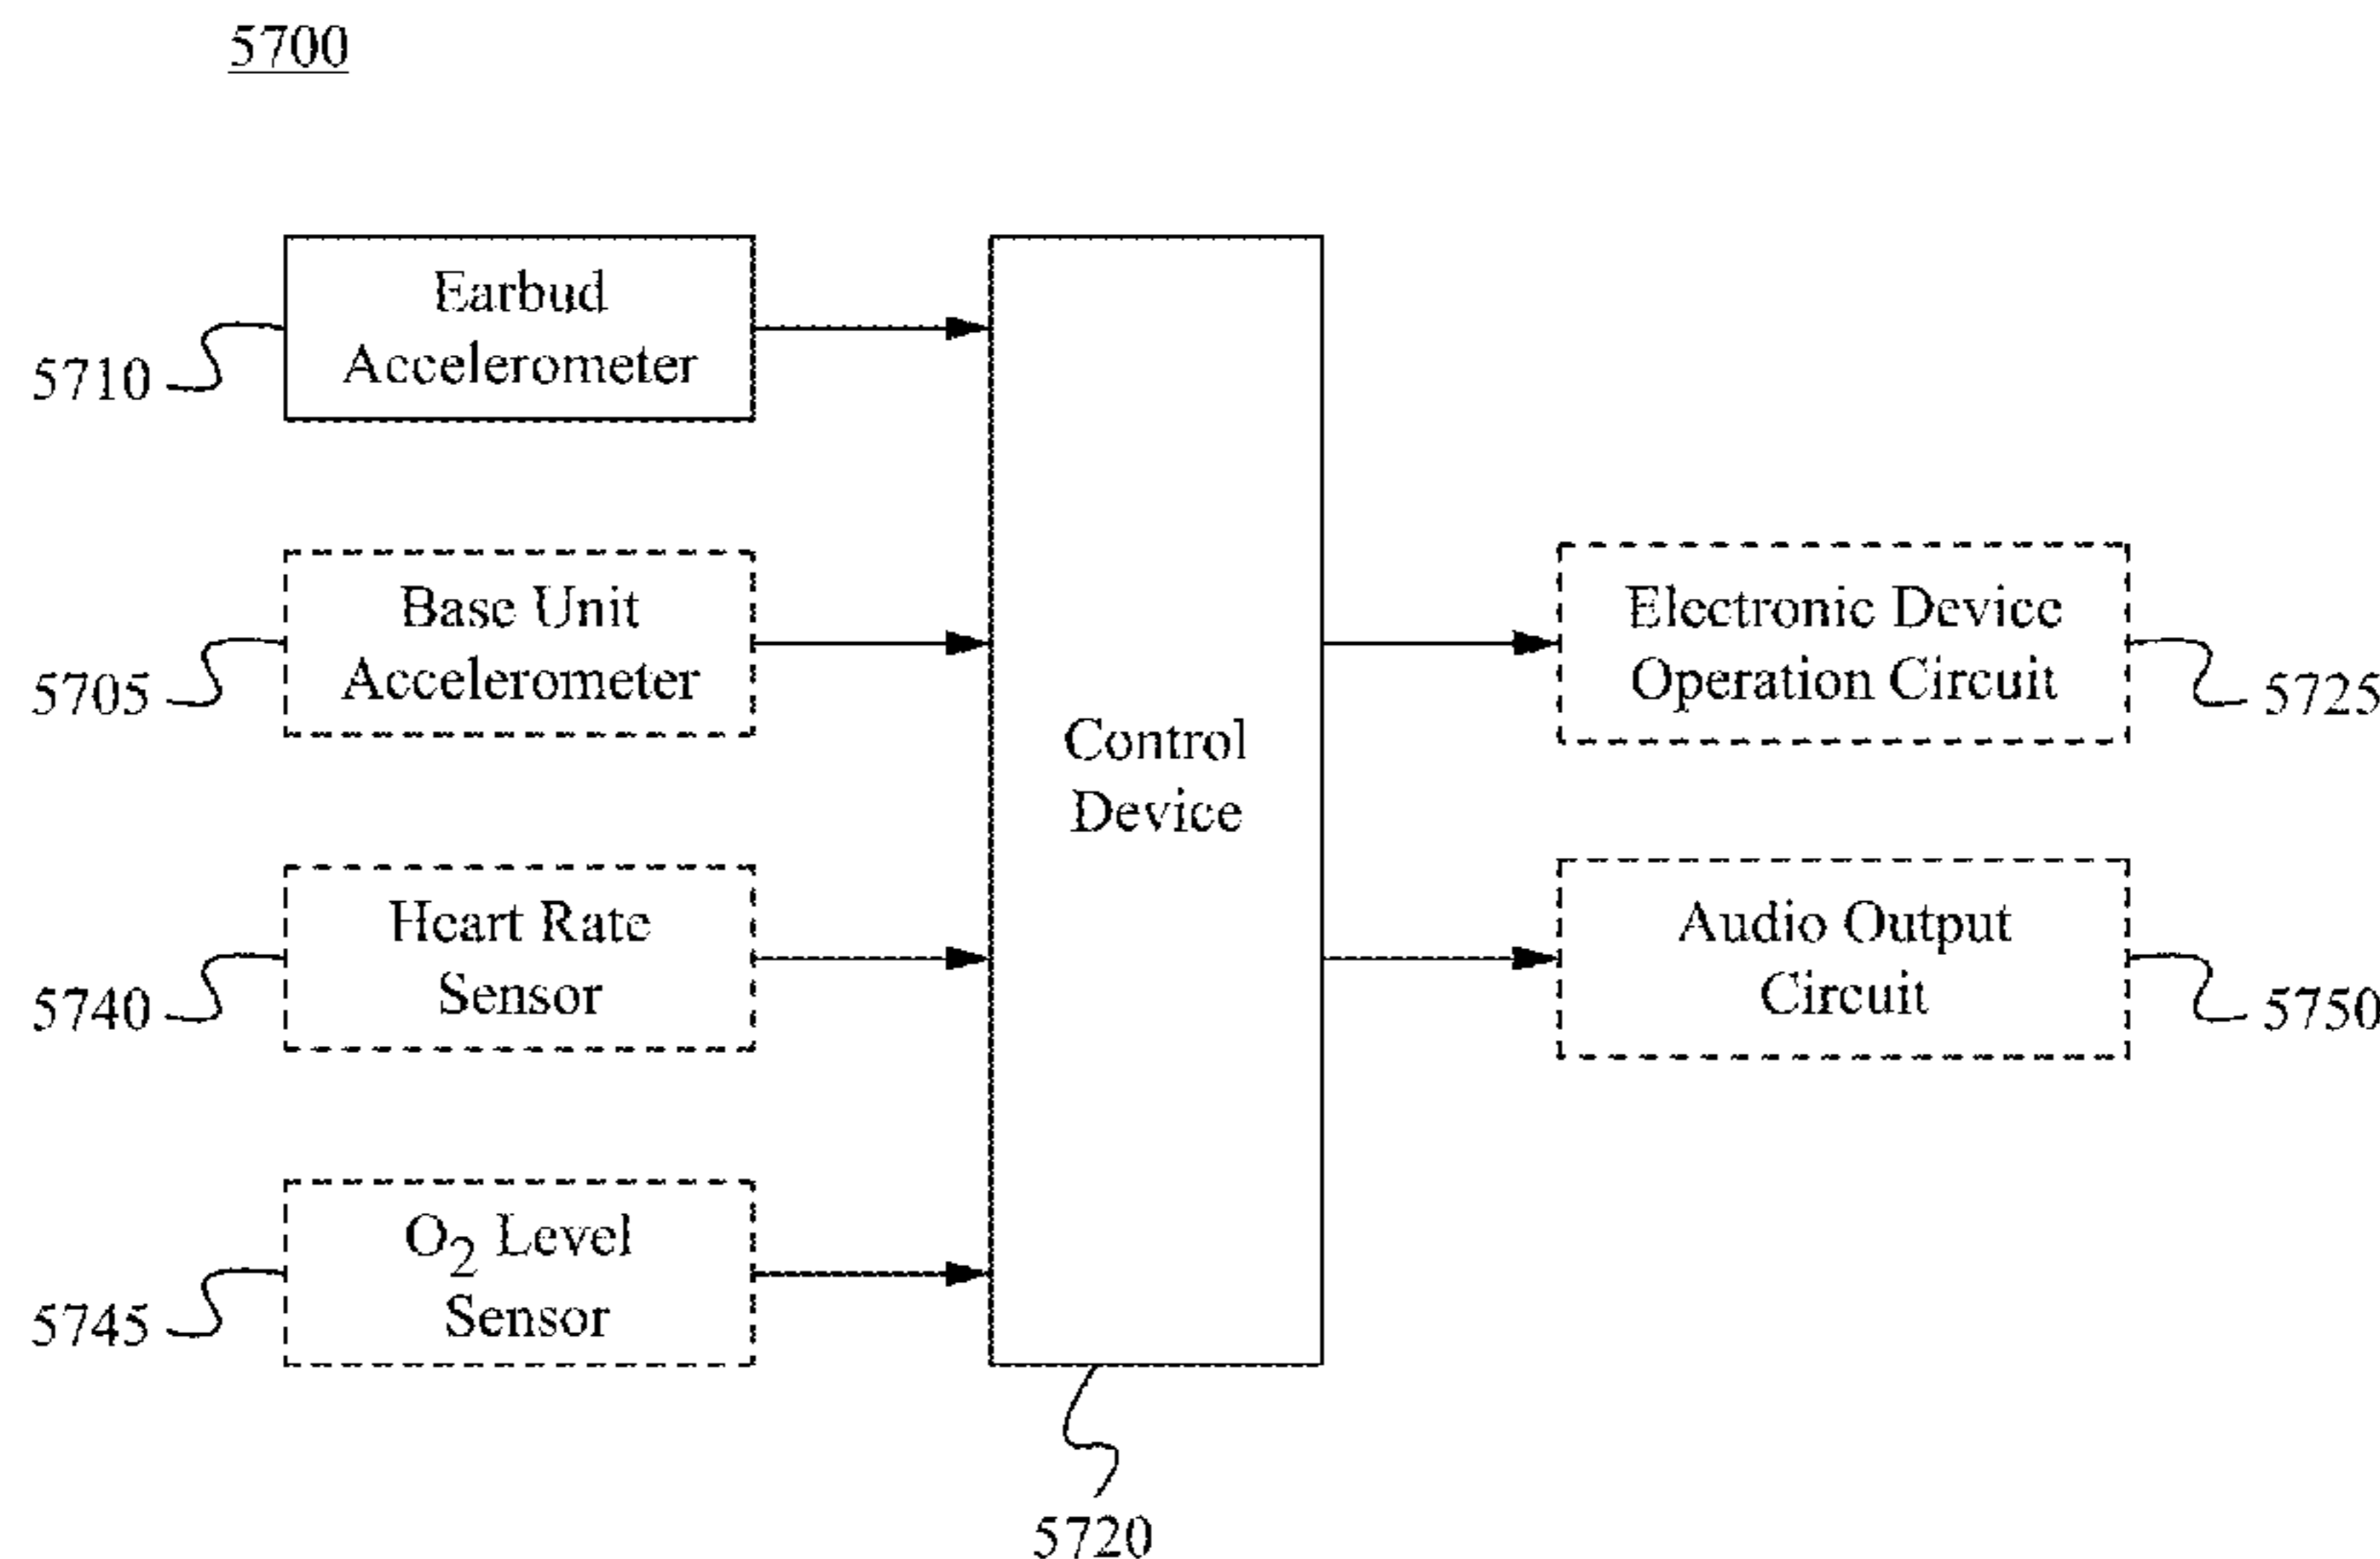 5700
Earbud
Accelerometer
5710
Base Unit
Accelerometer
5705
Heart Rate
Sensor
5740
O₂ Level
Sensor
5745
Control
Device
5720
Electronic Device
Operation Circuit
5725
Audio Output
Circuit
5750